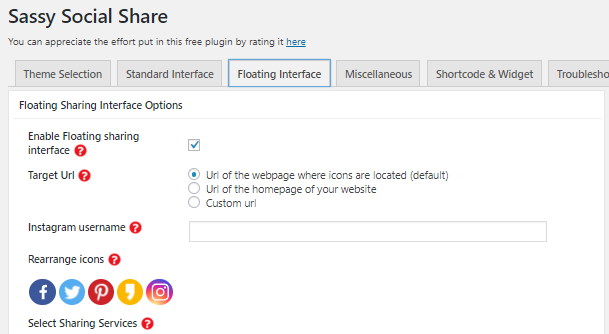 Sassy Social Share
You can appreciate the effort put in this free plugin by rating it here
Theme Selection Standard Interface Floating Interface Miscellaneous Shortcode & Widget Troublesho
Floating Sharing Interface Options
Enable Floating sharing
interface ?
Target Url ?
Url of the webpage where icons are located (default)
Url of the homepage of your website
Custom url
Instagram username ?
Rearrange icons ?
Select Sharing Services ?